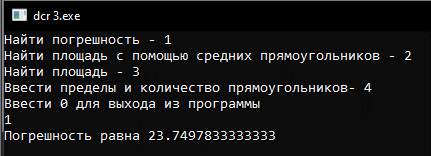 dcr 3.exe
Найти погрешность - 1
Найти площадь с помощью средних прямоугольников - 2
Найти площадь - 3
Ввести пределы и количество прямоугольников- 4
Ввести 0 для выхода из программы
1
Погрешность равна 23.7497833333333